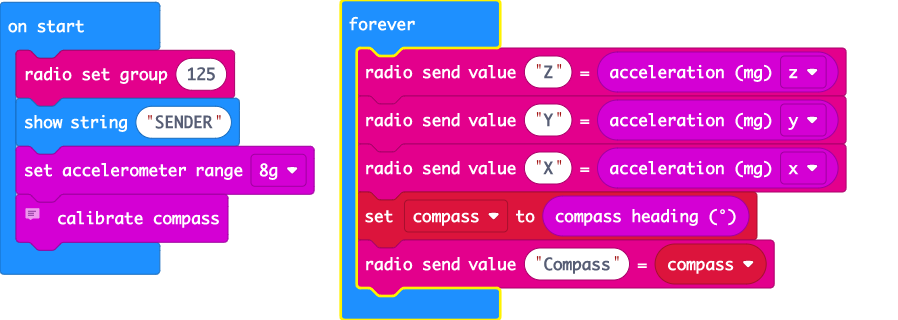 on start
radio set group 125
show string "SENDER"
set accelerometer range 8g
calibrate compass
forever
radio send value "Z" = acceleration (mg) z
radio send value "Y" = acceleration (mg) y
radio send value "X" = acceleration (mg) x
set compass to compass heading (°)
radio send value "Compass" = compass